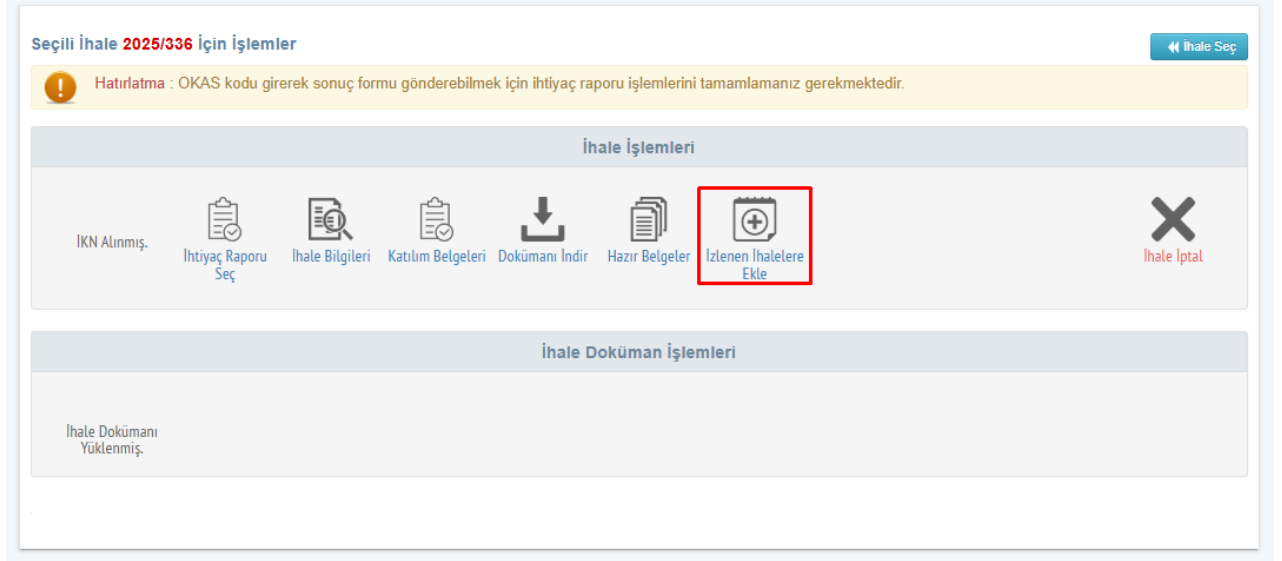 Seçili İhale 2025/336 İçin İşlemler
İhale Seç
Hatırlatma : OKAS kodu girerek sonuç formu gönderebilmek için ihtiyaç raporu işlemlerini tamamlamanız gerekmektedir.
İhale İşlemleri
İKN Alınmış.
İhtiyaç Raporu
Seç
İhale Bilgileri
Katılım Belgeleri
Dokümanı İndir
Hazır Belgeler
İzlenen İhalelere
Ekle
İhale İptal
İhale Doküman İşlemleri
İhale Dokümanı
Yüklenmiş.